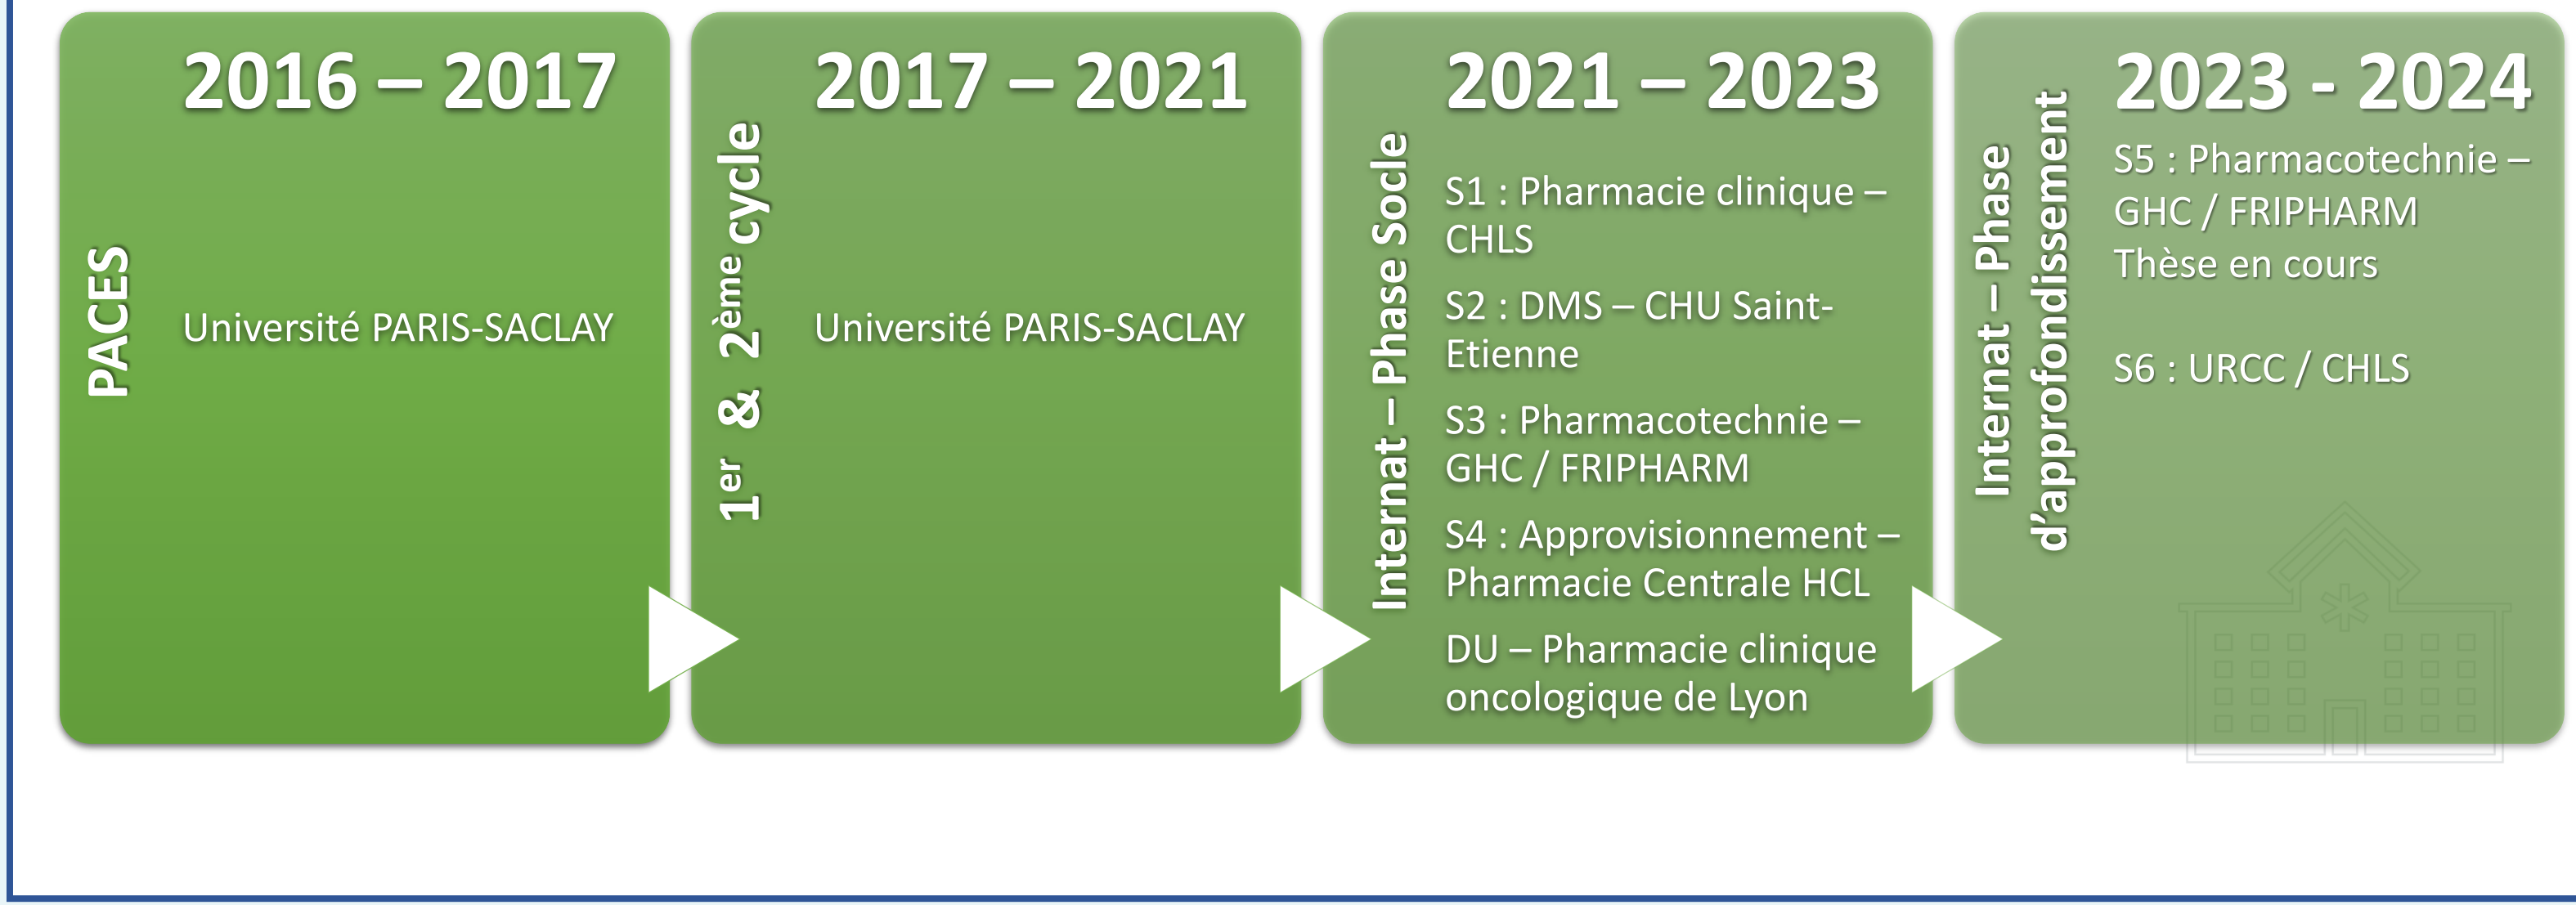 PACES
2016 – 2017
Université PARIS-SACLAY
1er & 2ème cycle
2017 – 2021
Université PARIS-SACLAY
Internat – Phase Socle
2021 – 2023
S1 : Pharmacie clinique –
CHLS
S2 : DMS – CHU Saint-
Etienne
S3 : Pharmacotechnie –
GHC / FRIPHARM
S4 : Approvisionnement –
Pharmacie Centrale HCL
DU – Pharmacie clinique
oncologique de Lyon
Internat – Phase
d’approfondissement
2023 - 2024
S5 : Pharmacotechnie –
GHC / FRIPHARM
Thèse en cours
S6 : URCC / CHLS